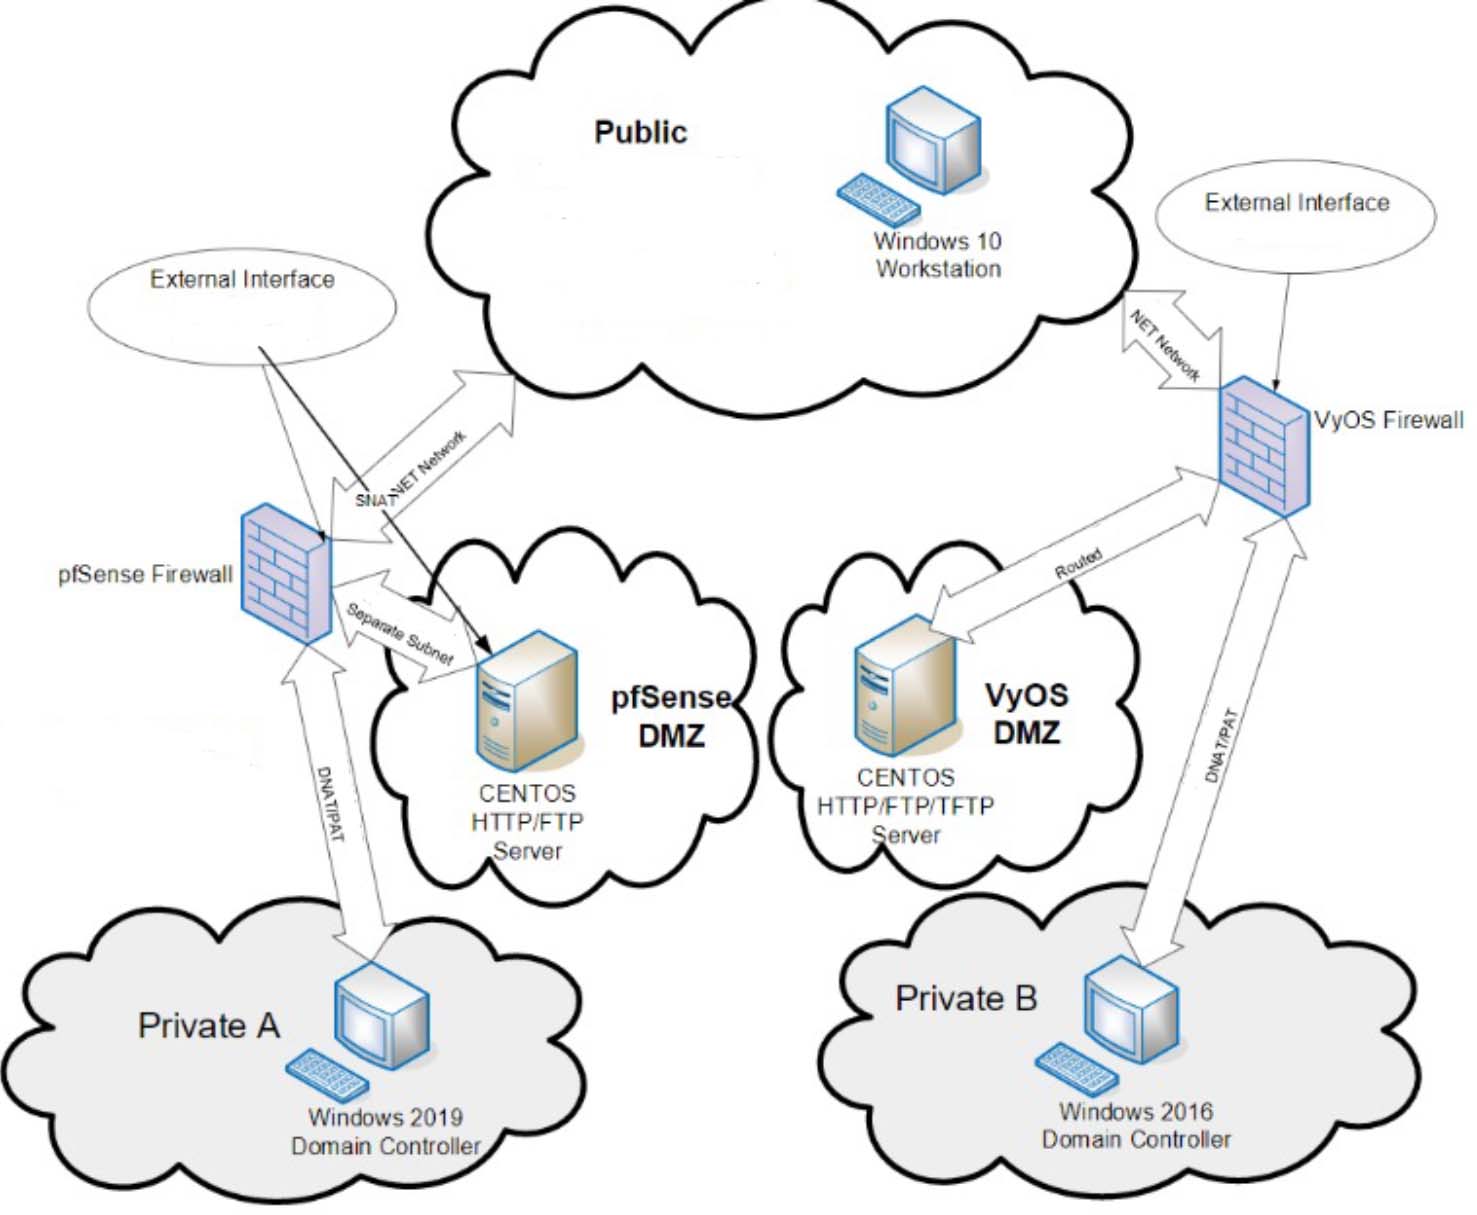 Public
Windows 10
Workstation
External Interface
External Interface
NET Network
VyOS Firewall
NET Network
SNAT
pfSense Firewall
Separate Subnet
Routed
pfSense
DMZ
VyOS
DMZ
CENTOS
HTTP/FTP
Server
CENTOS
HTTP/FTP/TFTP
Server
DNAT/PAT
DNAT/PAT
Private A
Windows 2019
Domain Controller
Private B
Windows 2016
Domain Controller